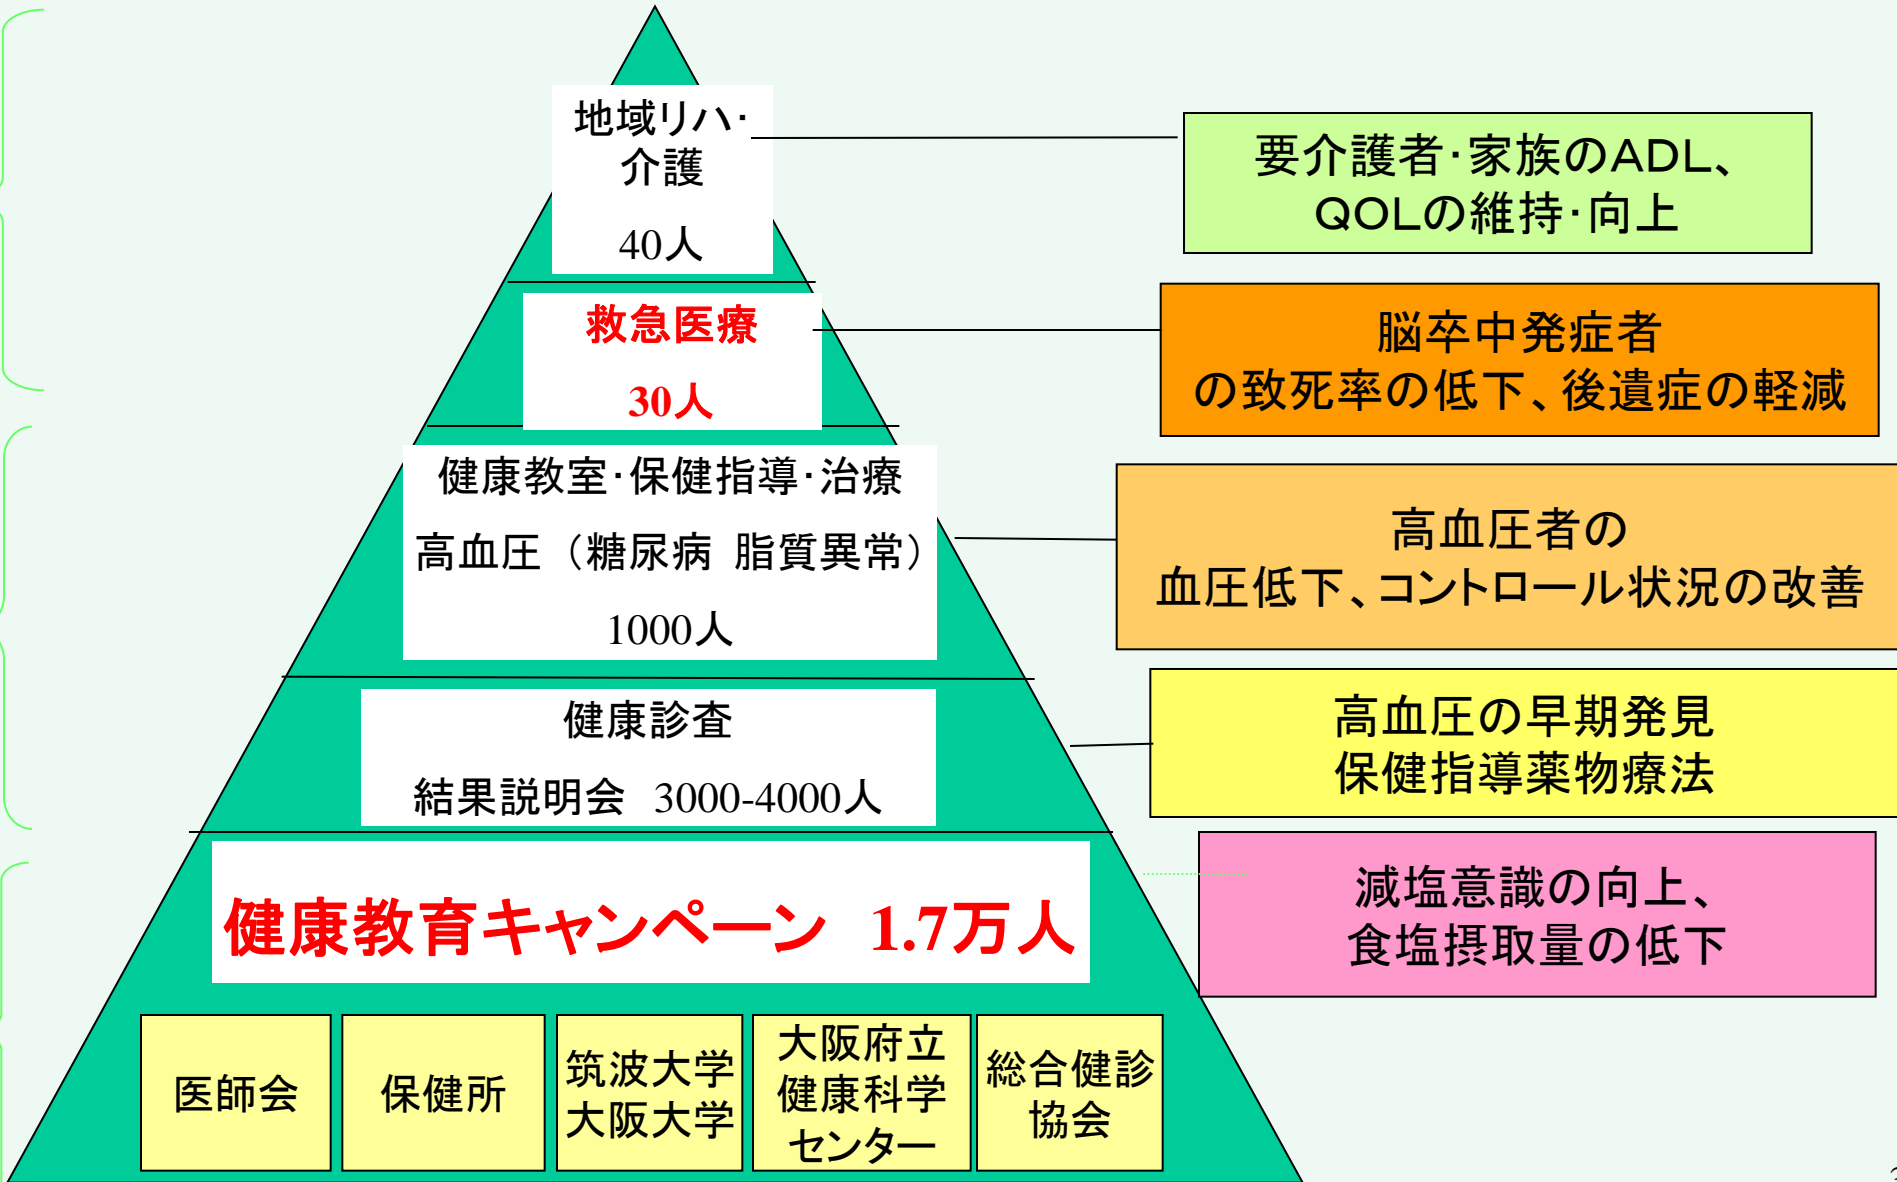 地域リハ・
介護
40人
要介護者・家族のADL、
QOLの維持・向上
救急医療
30人
脳卒中発症者
の致死率の低下、後遺症の軽減
健康教室・保健指導・治療
高血圧（糖尿病 脂質異常）
1000人
高血圧者の
血圧低下、コントロール状況の改善
健康診査
結果説明会 3000-4000人
高血圧の早期発見
保健指導薬物療法
健康教育キャンペーン 1.7万人
減塩意識の向上、
食塩摂取量の低下
医師会
保健所
筑波大学
大阪大学
大阪府立
健康科学
センター
総合健診
協会